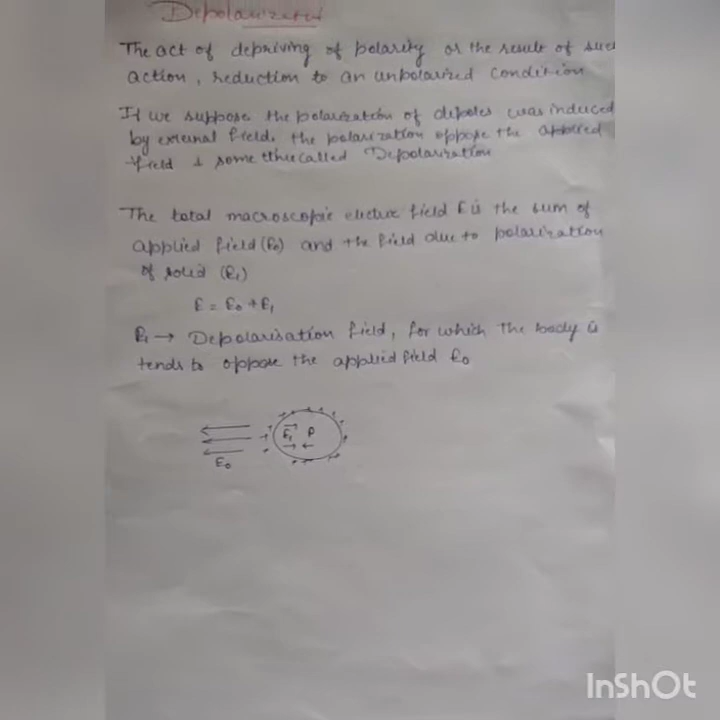 Depolarization
The act of depriving of polarity or the result of such
action, reduction to an unpolarized condition
If we suppose the polarization of dipoles was induced
by external field, the polarization oppose the applied
field & some time called Depolarization
The total macroscopic electric field E is the sum of
applied field (E₀) and the field due to polarization
of solid (E₁)
E = E₀ + E₁
E₁ → Depolarisation field, for which the body is
tends to oppose the applied field E₀
E₁ P
E₀
InShOt